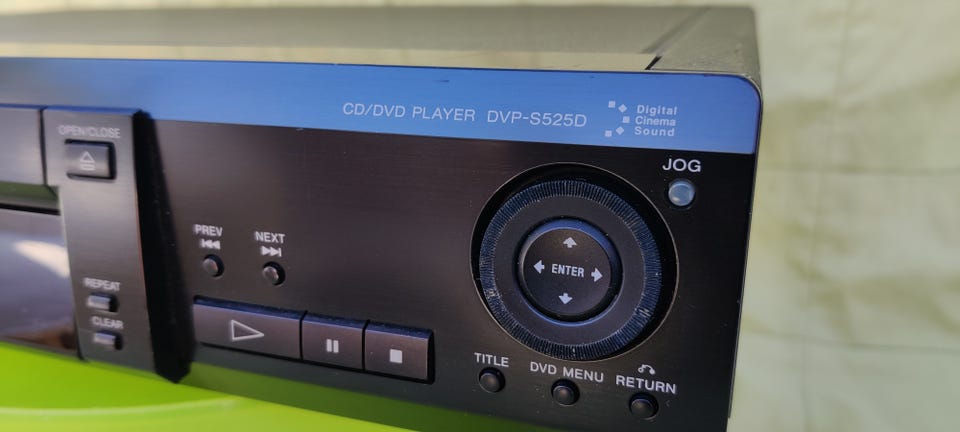 CD/DVD PLAYER DVP-S525D
Digital
Cinema
Sound
OPEN/CLOSE
JOG
PREV
NEXT
ENTER
REPEAT
CLEAR
TITLE
DVD MENU
RETURN